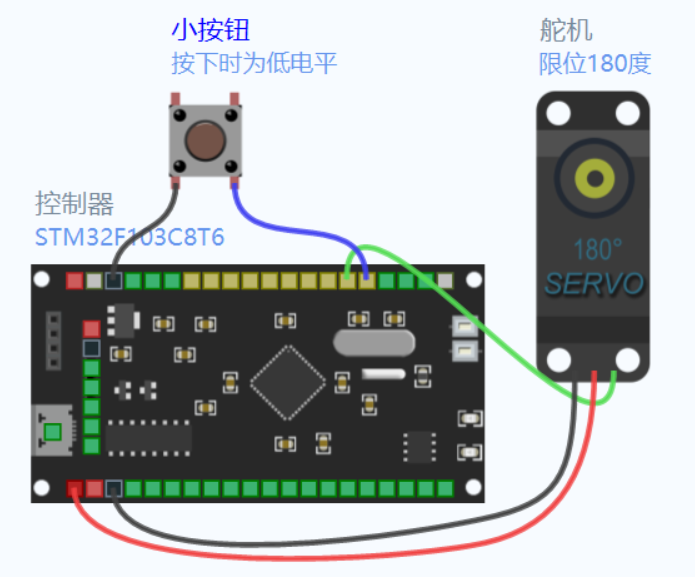 小按钮
按下时为低电平
舵机
限位180度
控制器
STM32F103C8T6
180°
SERVO